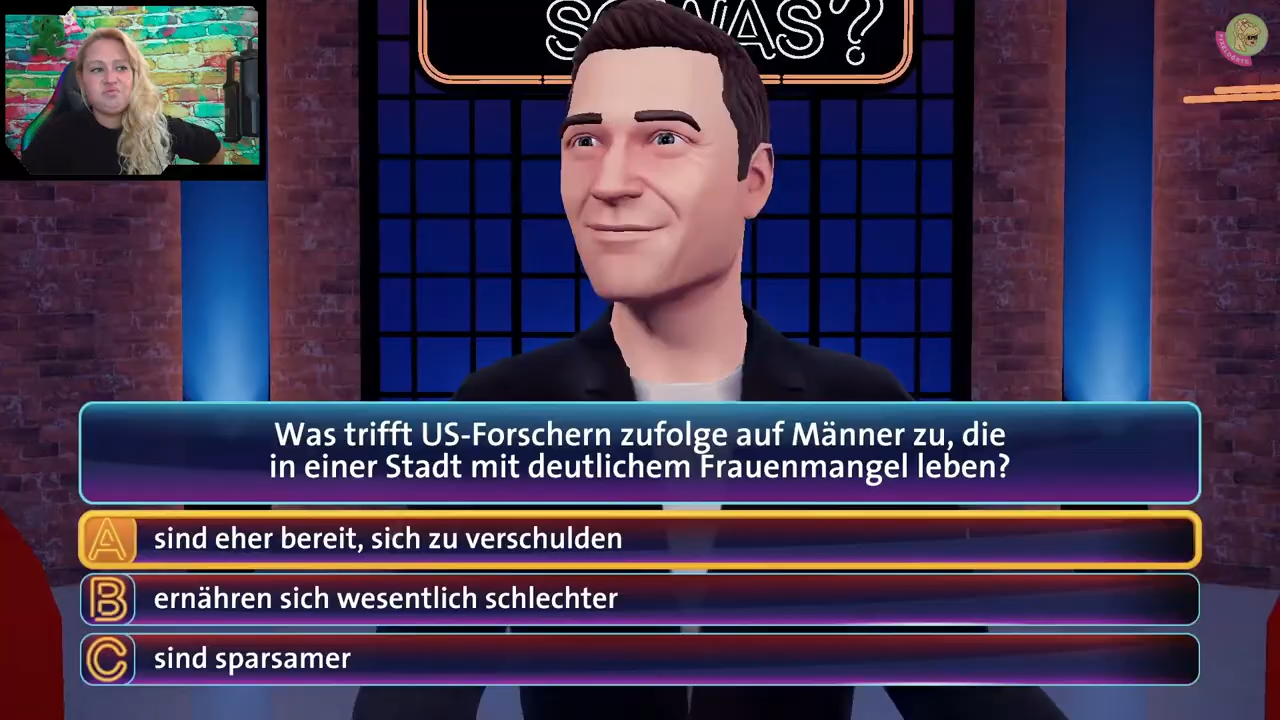 SOWAS?
Was trifft US-Forschern zufolge auf Männer zu, die
in einer Stadt mit deutlichem Frauenmangel leben?
A sind eher bereit, sich zu verschulden
B ernähren sich wesentlich schlechter
C sind sparsamer